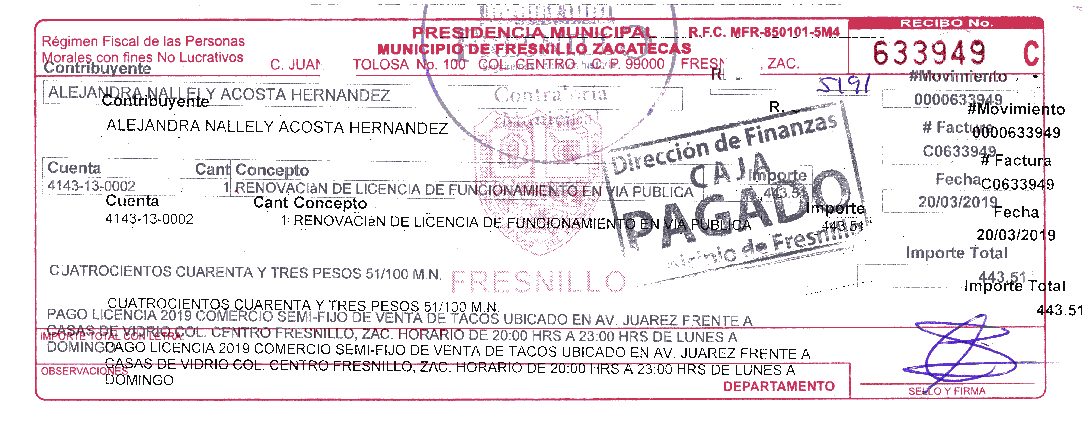 PRESIDENCIA MUNICIPAL R.F.C. MFR-850101-5M4
RECIBO No.
Régimen Fiscal de las Personas
Morales con fines No Lucrativos
MUNICIPIO DE FRESNILLO ZACATECAS
633949 C
C. JUAN TOLOSA No. 100 COL. CENTRO C. P. 99000 ZAC.
Contribuyente
#Movimiento
5191
ALEJANDRA NALLELY ACOSTA HERNANDEZ
0000633949
Contribuyente
#Movimiento
ALEJANDRA NALLELY ACOSTA HERNANDEZ
# Factura
0000633949
Dirección de Finanzas
CAJA
PAGADO
C0633949
# Factura
Cuenta Cant Concepto Importe
Fecha
C0633949
4143-13-0002 1 RENOVACIÓN DE LICENCIA DE FUNCIONAMIENTO EN VIA PUBLICA 443.51
20/03/2019
Cuenta Cant Concepto Importe
Fecha
4143-13-0002 1 RENOVACIÓN DE LICENCIA DE FUNCIONAMIENTO EN VIA PUBLICA 443.51
20/03/2019
Importe Total
CUATROCIENTOS CUARENTA Y TRES PESOS 51/100 M.N.
443.51
FRESNILLO
Importe Total
CUATROCIENTOS CUARENTA Y TRES PESOS 51/100 M.N.
443.51
PAGO LICENCIA 2019 COMERCIO SEMI-FIJO DE VENTA DE TACOS UBICADO EN AV. JUAREZ FRENTE A
CASAS DE VIDRIO COL. CENTRO FRESNILLO, ZAC. HORARIO DE 20:00 HRS A 23:00 HRS DE LUNES A
IMPORTE TOTAL CON LETRA
DOMINGO
PAGO LICENCIA 2019 COMERCIO SEMI-FIJO DE VENTA DE TACOS UBICADO EN AV. JUAREZ FRENTE A
CASAS DE VIDRIO COL. CENTRO FRESNILLO, ZAC. HORARIO DE 20:00 HRS A 23:00 HRS DE LUNES A
OBSERVACIONES
DOMINGO
DEPARTAMENTO
SELLO Y FIRMA